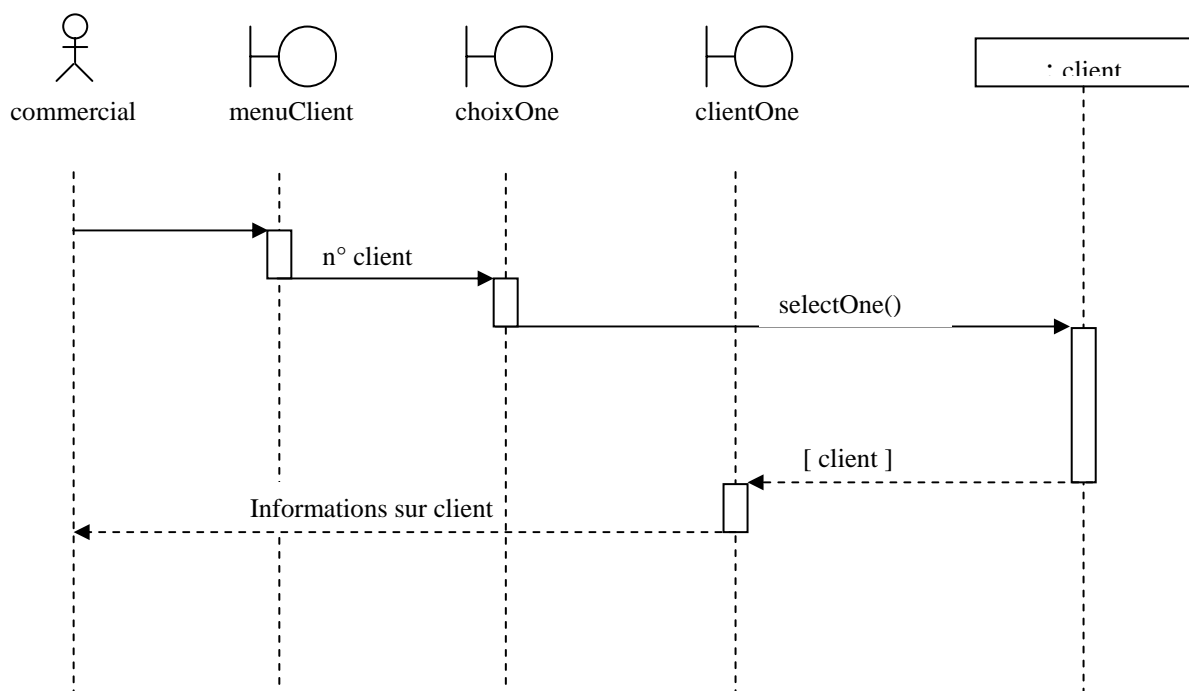 : client
commercial
menuClient
choixOne
clientOne
n° client
selectOne()
[ client ]
Informations sur client